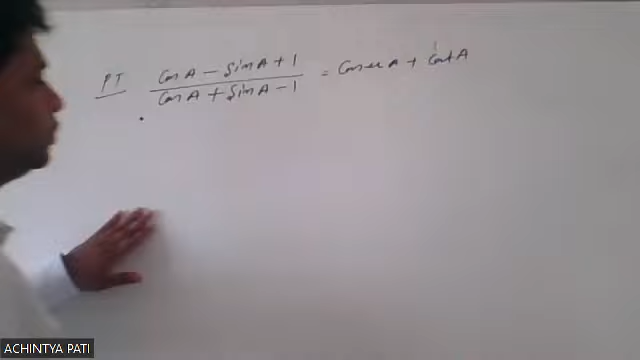 PT cos A - Sin A + 1 / cos A + Sin A - 1 = cosec A + cot A
ACHINTYA PATI